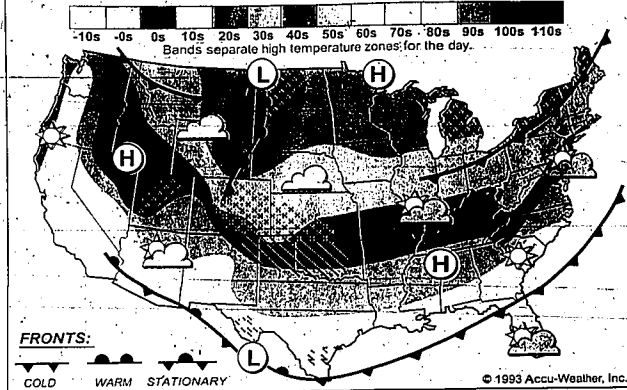 -10s -0s 0s 10s 20s 30s 40s 50s 60s 70s 80s 90s 100s 110s
Bands separate high temperature zones for the day.
L H
H
H
L
FRONTS:
COLD WARM STATIONARY
© 1993 Accu-Weather, Inc.